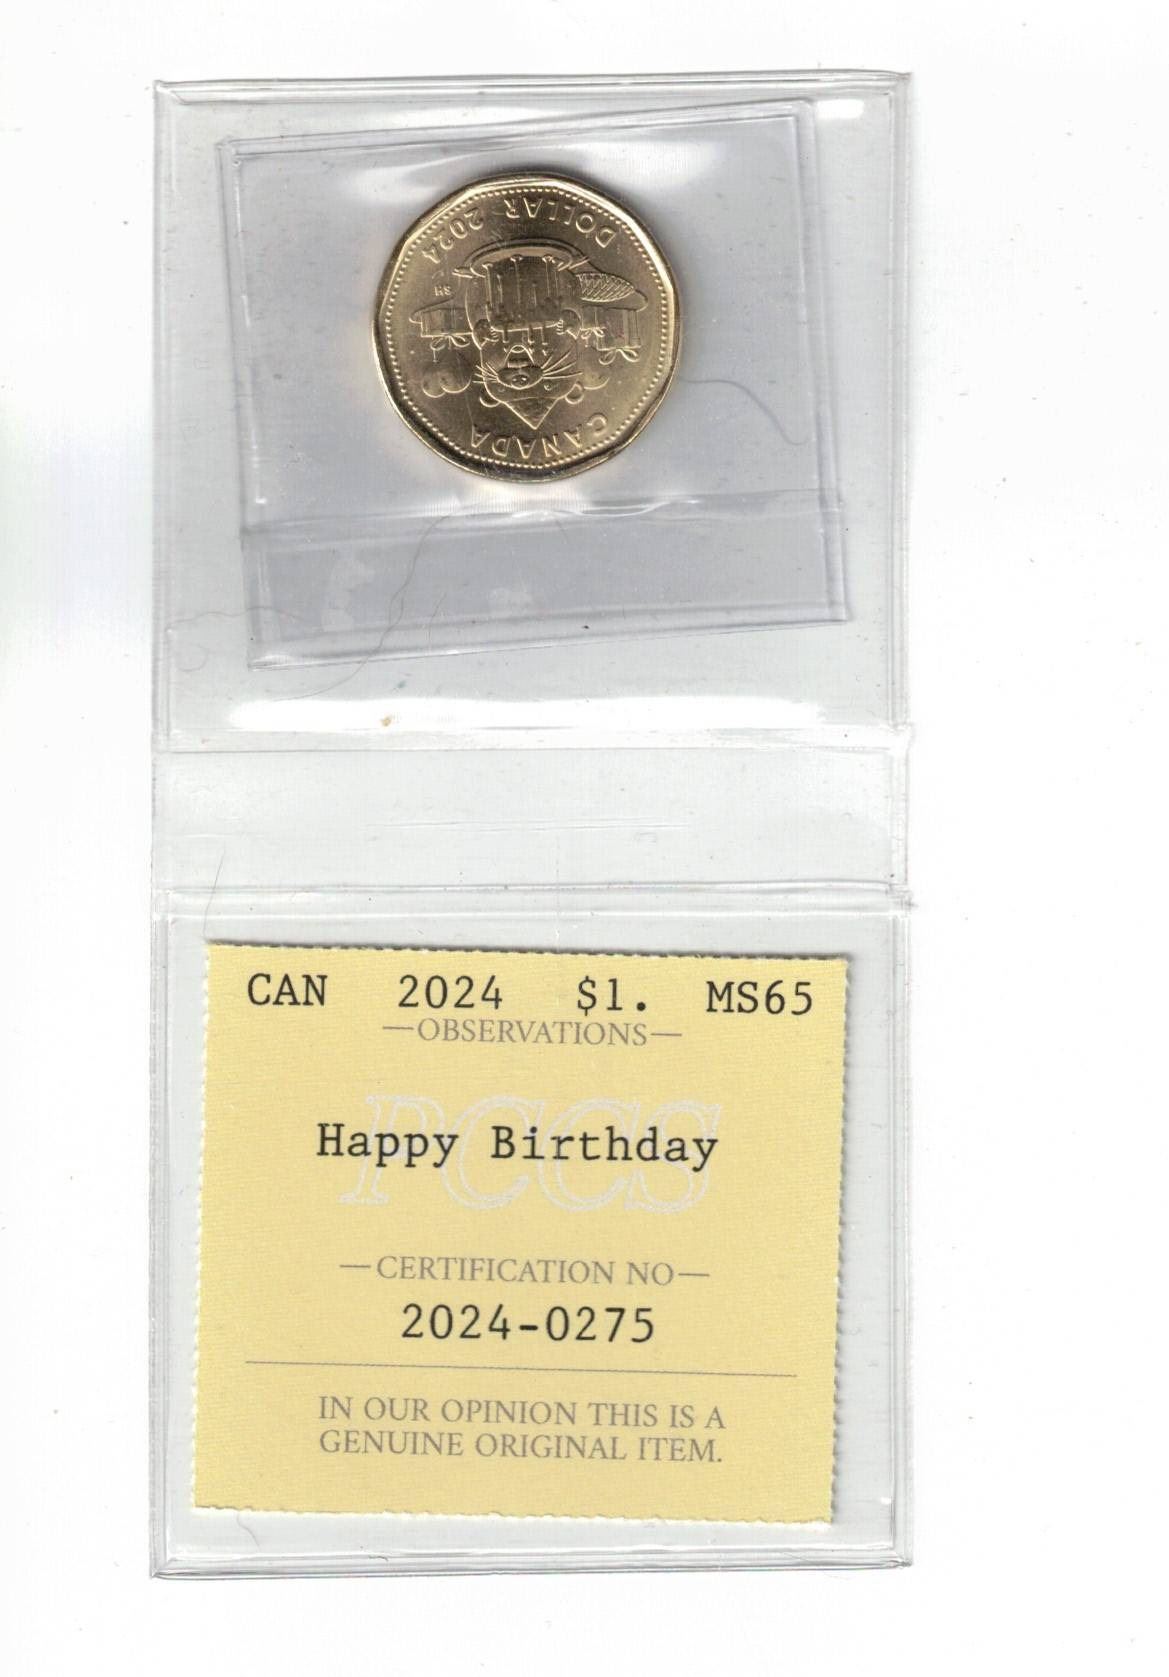 CANADA
DOLLAR 2024
HS
CAN 2024 $1. MS65
—OBSERVATIONS—
PCCS
Happy Birthday
—CERTIFICATION NO—
2024-0275
IN OUR OPINION THIS IS A
GENUINE ORIGINAL ITEM.